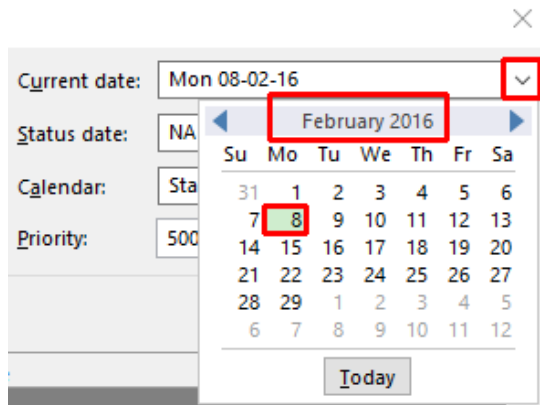 Current date: Mon 08-02-16
Status date: NA
Calendar: Sta
Priority: 500
February 2016
Su Mo Tu We Th Fr Sa
31 1 2 3 4 5 6
7 8 9 10 11 12 13
14 15 16 17 18 19 20
21 22 23 24 25 26 27
28 29 1 2 3 4 5
6 7 8 9 10 11 12
Today